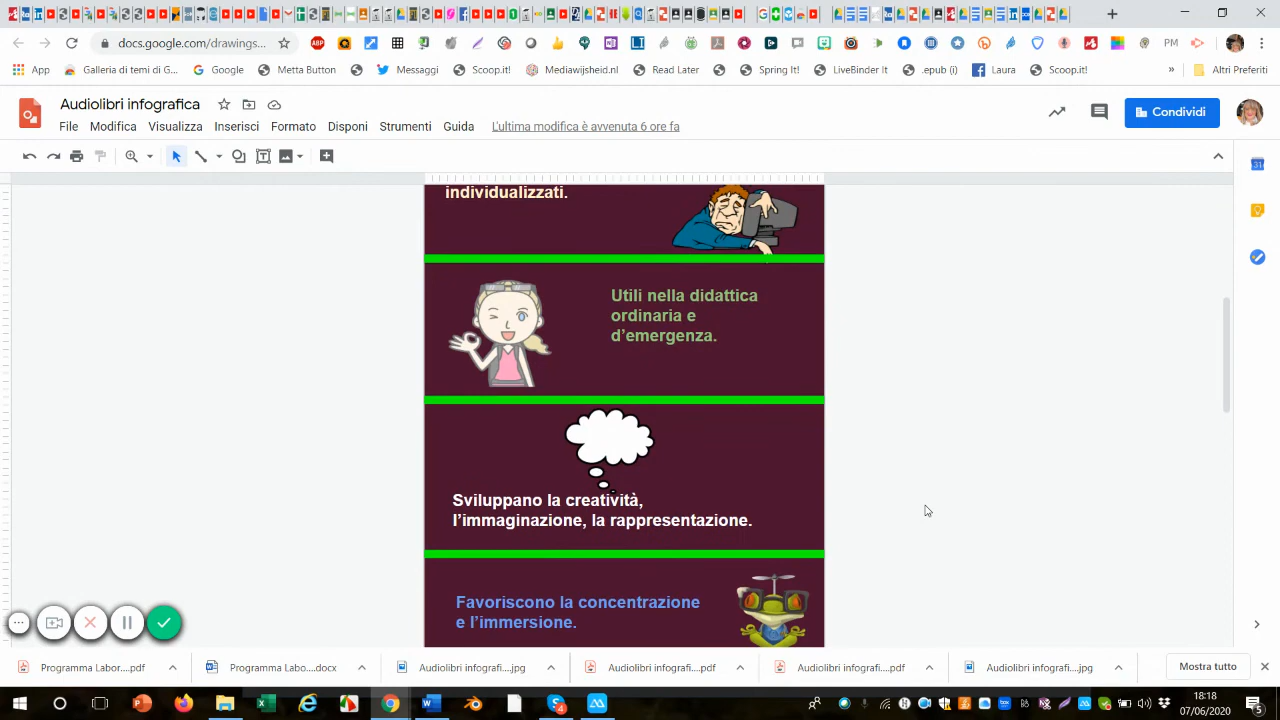 docs.google.com/drawings...
PM
App
Galleria di temi di G...
Google
Metta Button
Messaggi
Scoop.it!
Mediawijsheid.nl
Read Later
Spring It!
LiveBinder It
.epub (i)
Laura
Scoop.it!
»
Altri Preferiti
Audiolibri infografica
Condividi
File
Modifica
Visualizza
Inserisci
Formato
Disponi
Strumenti
Guida
L'ultima modifica è avvenuta 6 ore fa
individualizzati.
Utili nella didattica
ordinaria e
d'emergenza.
Sviluppano la creatività,
l'immaginazione, la rappresentazione.
Favoriscono la concentrazione
e l'immersione.
Programma Labor....pdf
Programma Labo....docx
Audiolibri infografi....jpg
Audiolibri infografi....pdf
Audiolibri infografi....pdf
Audiolibri infografi....jpg
Mostra tutto
18:18
07/06/2020